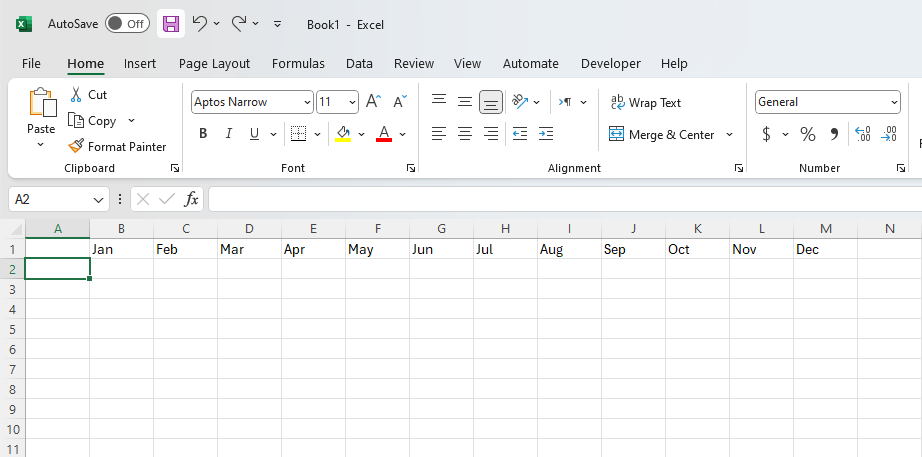 AutoSave Off Book1 - Excel
File Home Insert Page Layout Formulas Data Review View Automate Developer Help
Paste Cut Copy Format Painter
Aptos Narrow 11 A A
B I U A
ab Wrap Text
Merge & Center
General
$ % 9 .00 .00
Clipboard Font Alignment Number
A2 fx
A B C D E F G H I J K L M N
1 Jan Feb Mar Apr May Jun Jul Aug Sep Oct Nov Dec
2
3
4
5
6
7
8
9
10
11